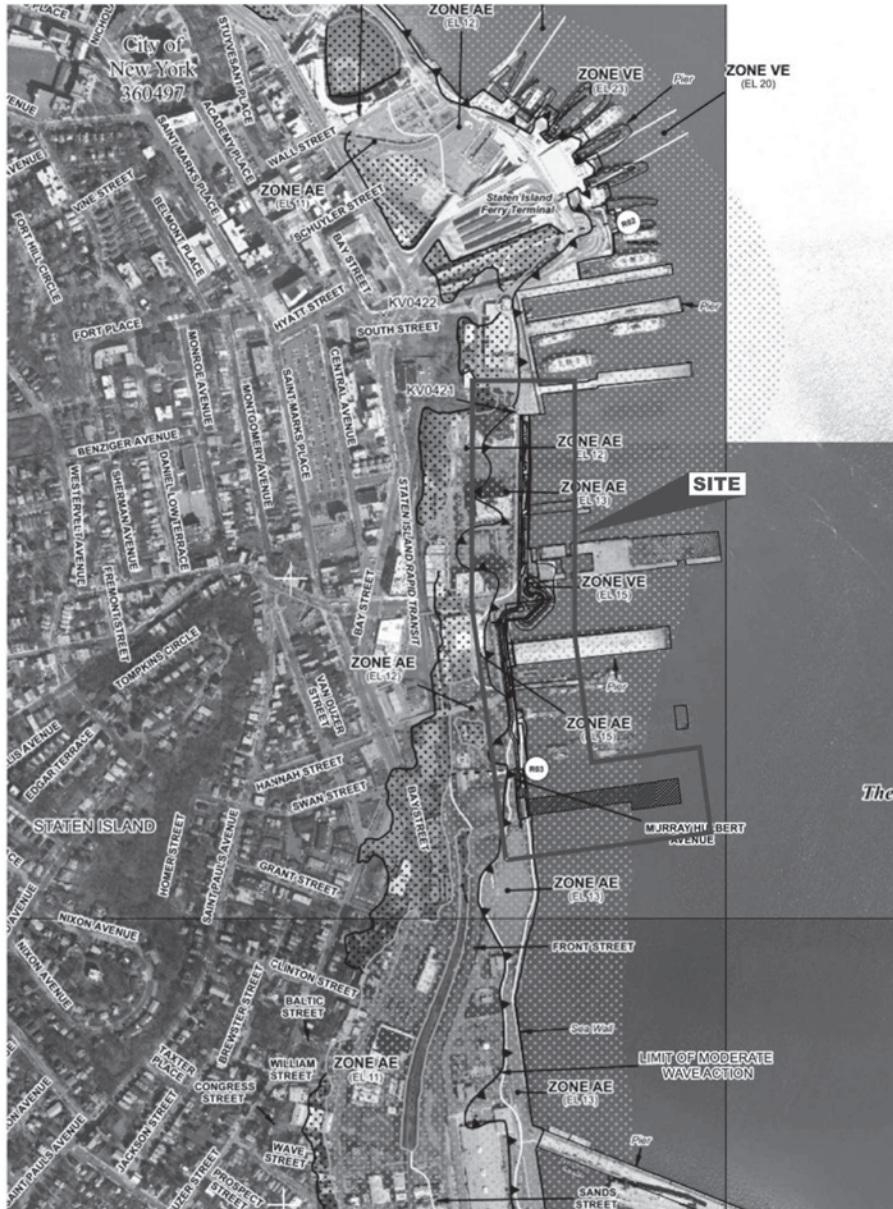 ZONE AE
(EL 12)
City of
New York
360497
STUYVESANT PLACE
ACADEMY PLACE
WALL STREET
SAINT MARKS PLACE
ZONE VE
(EL 23)
Pier
ZONE VE
(EL 20)
AVENUE
VINE STREET
BELMONT PLACE
FORT HILL CIRCLE
ZONE AE
(EL 11)
SCHUYLER STREET
BAY STREET
Staten Island
Ferry Terminal
R02
HYATT STREET
KV0422
SOUTH STREET
Pier
FORT PLACE
MONROE AVENUE
MONTGOMERY AVENUE
SAINT MARKS PLACE
CENTRAL AVENUE
KV0421
BENZIGER AVENUE
WESTERVELT AVENUE
SHERMAN AVENUE
DANIEL LOW TERRACE
FREMONT STREET
STATEN ISLAND RAPID TRANSIT
BAY STREET
ZONE AE
(EL 12)
ZONE AE
(EL 13)
SITE
ZONE VE
(EL 15)
TOMPKINS CIRCLE
VAN DUZER
STREET
ZONE AE
(EL 12)
Pier
ZONE AE
(EL 15)
EDGAR TERRACE
HANNAH STREET
SWAN STREET
BAY STREET
R03
The
STATEN ISLAND
HOMER STREET
SAINT PAULS AVENUE
GRANT STREET
MURRAY HULBERT
AVENUE
ZONE AE
(EL 13)
NIXON AVENUE
NIXON AVENUE
FRONT STREET
CLINTON STREET
BREWSTER STREET
BALTIC
STREET
Sea Wall
TAXTER
PLACE
WILLIAM
STREET
CONGRESS
STREET
ZONE AE
(EL 11)
LIMIT OF MODERATE
WAVE ACTION
ZONE AE
(EL 13)
JACKSON STREET
WAVE
STREET
SAINT PAULS AVENUE
PROSPECT
STREET
Pier
SANDS
STREET